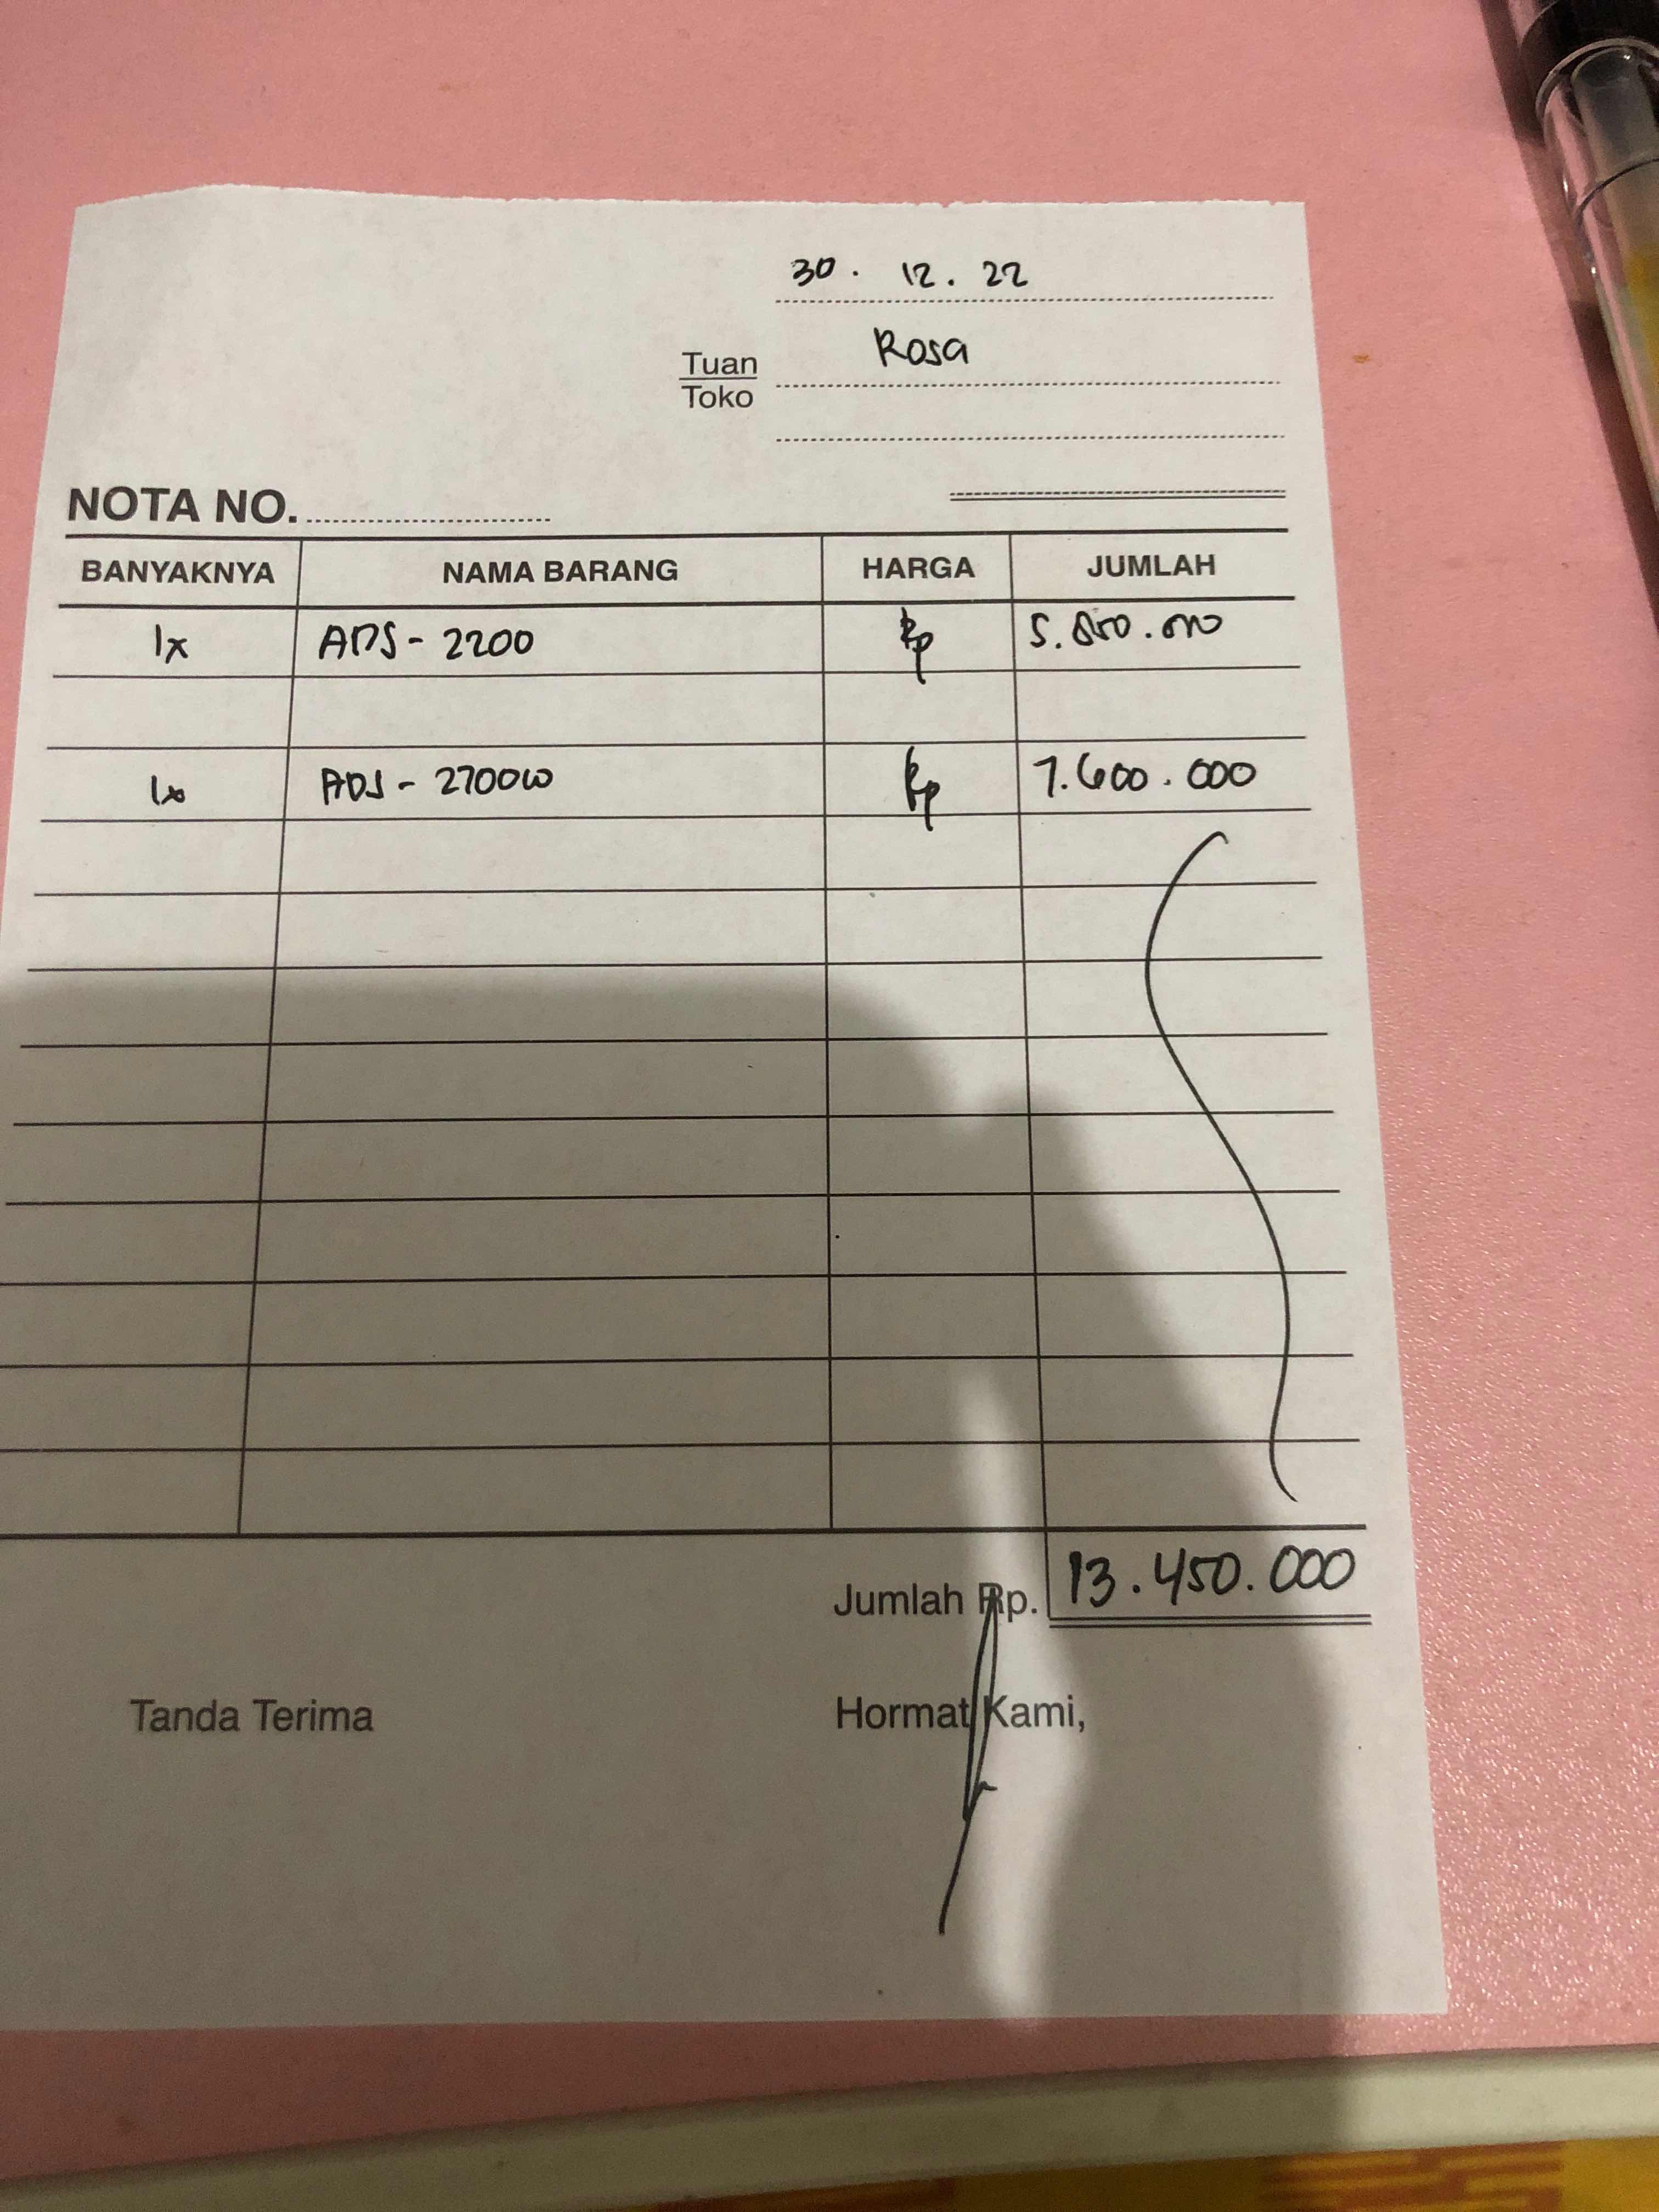 30. 12. 22
Tuan Rosa
Toko
NOTA NO.
BANYAKNYA NAMA BARANG HARGA JUMLAH
1x ADS-2200 Rp 5.850.000
1x ADS-2700W Rp 7.600.000
Jumlah Rp. 13.450.000
Tanda Terima Hormat Kami,